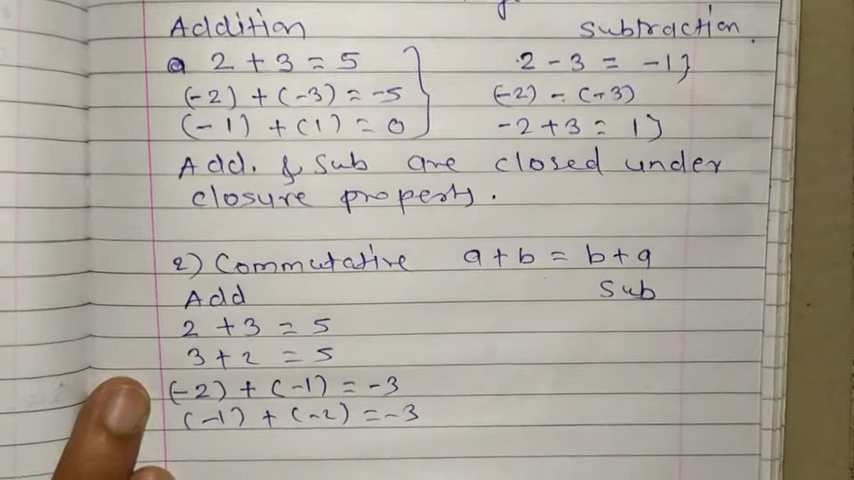 Addition subtraction.
2 + 3 = 5 2 - 3 = -1}
(-2) + (-3) = -5 (-2) - (+3)
(-1) + (1) = 0 -2 + 3 = 1}
Add. & Sub are closed under
closure property.
2) Commutative a + b = b + a
Add Sub
2 + 3 = 5
3 + 2 = 5
(-2) + (-1) = -3
(-1) + (-2) = -3